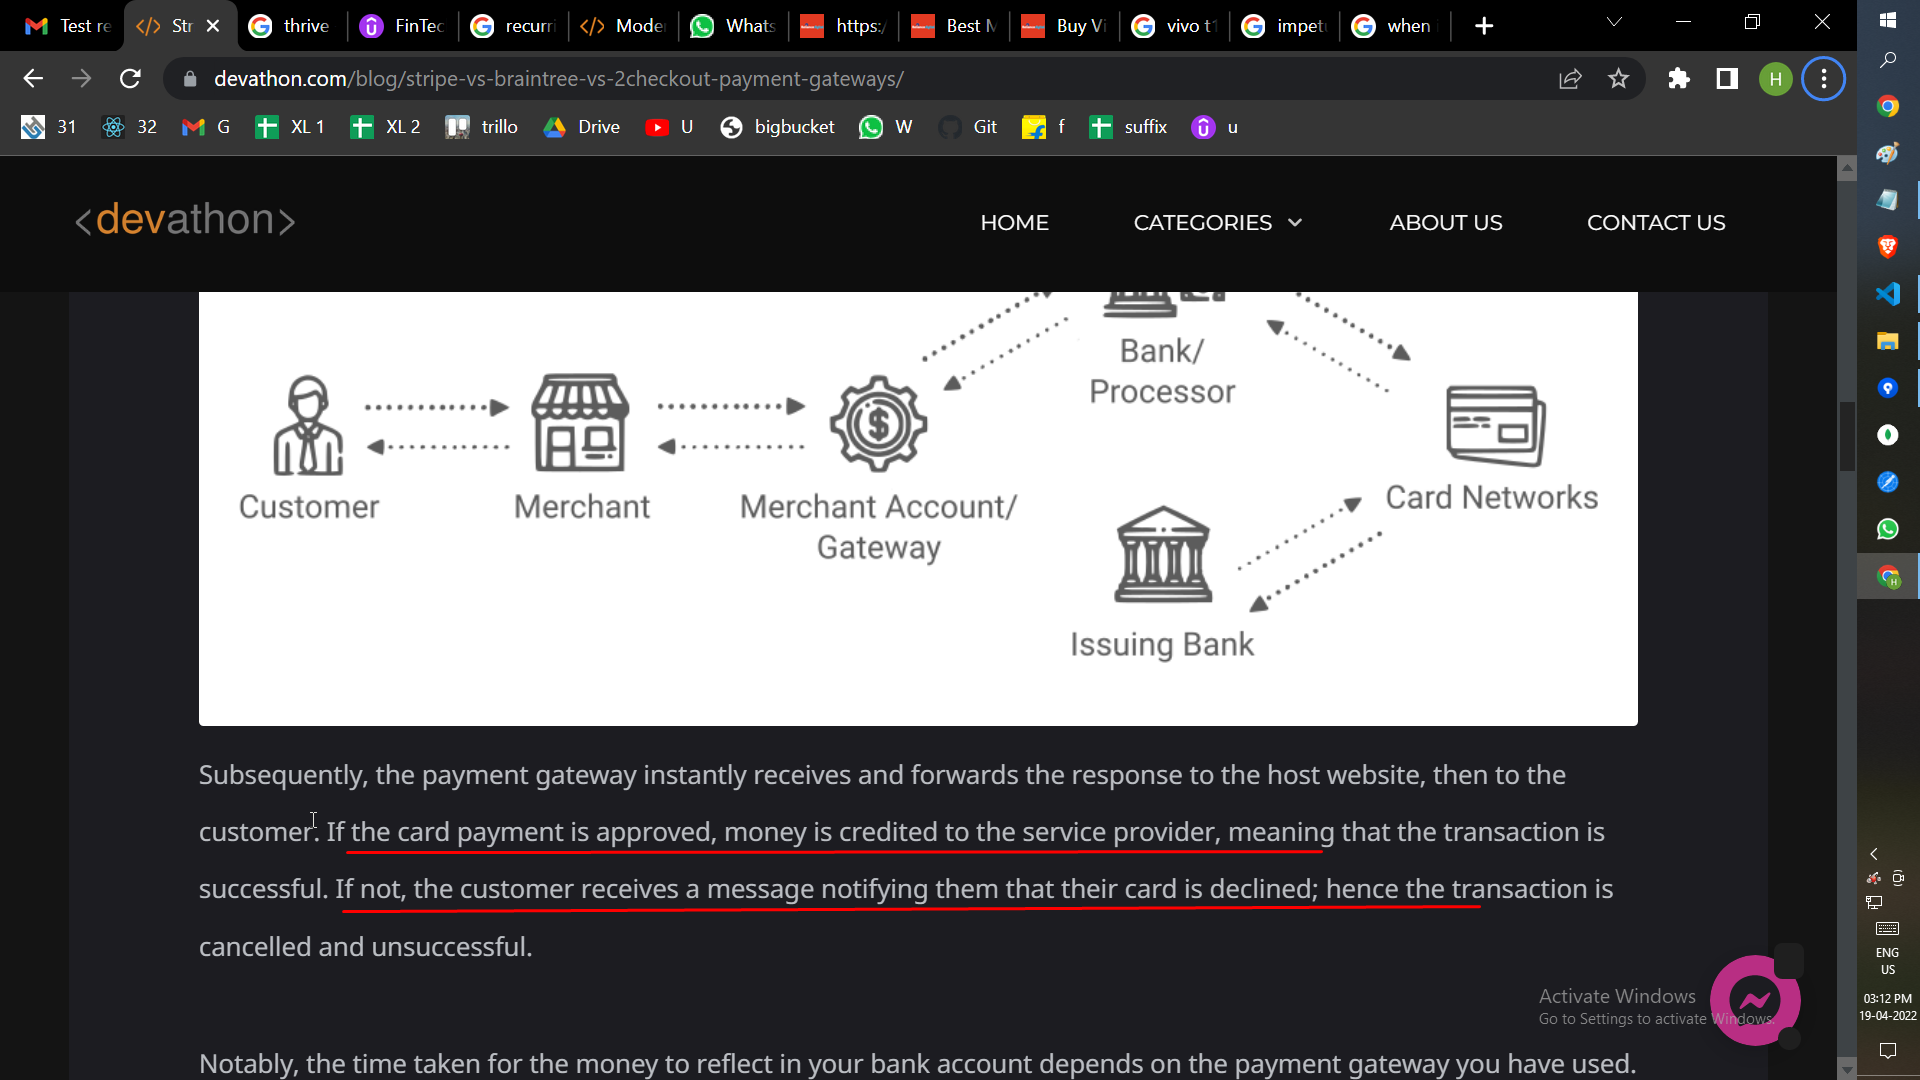 Test re
Str
thrive
FinTec
recurri
Moder
Whats
https:/
Best M
Buy Vi
vivo t1
impetu
when
devathon.com/blog/stripe-vs-braintree-vs-2checkout-payment-gateways/
H
31
32
G
XL 1
XL 2
trillo
Drive
U
bigbucket
W
Git
f
suffix
u
<devathon>
HOME
CATEGORIES
ABOUT US
CONTACT US
Bank/
Processor
Customer
Merchant
Merchant Account/
Gateway
Card Networks
Issuing Bank
Subsequently, the payment gateway instantly receives and forwards the response to the host website, then to the
customer. If the card payment is approved, money is credited to the service provider, meaning that the transaction is
successful. If not, the customer receives a message notifying them that their card is declined; hence the transaction is
cancelled and unsuccessful.
Notably, the time taken for the money to reflect in your bank account depends on the payment gateway you have used.
Activate Windows
Go to Settings to activate Windows.
ENG
US
03:12 PM
19-04-2022